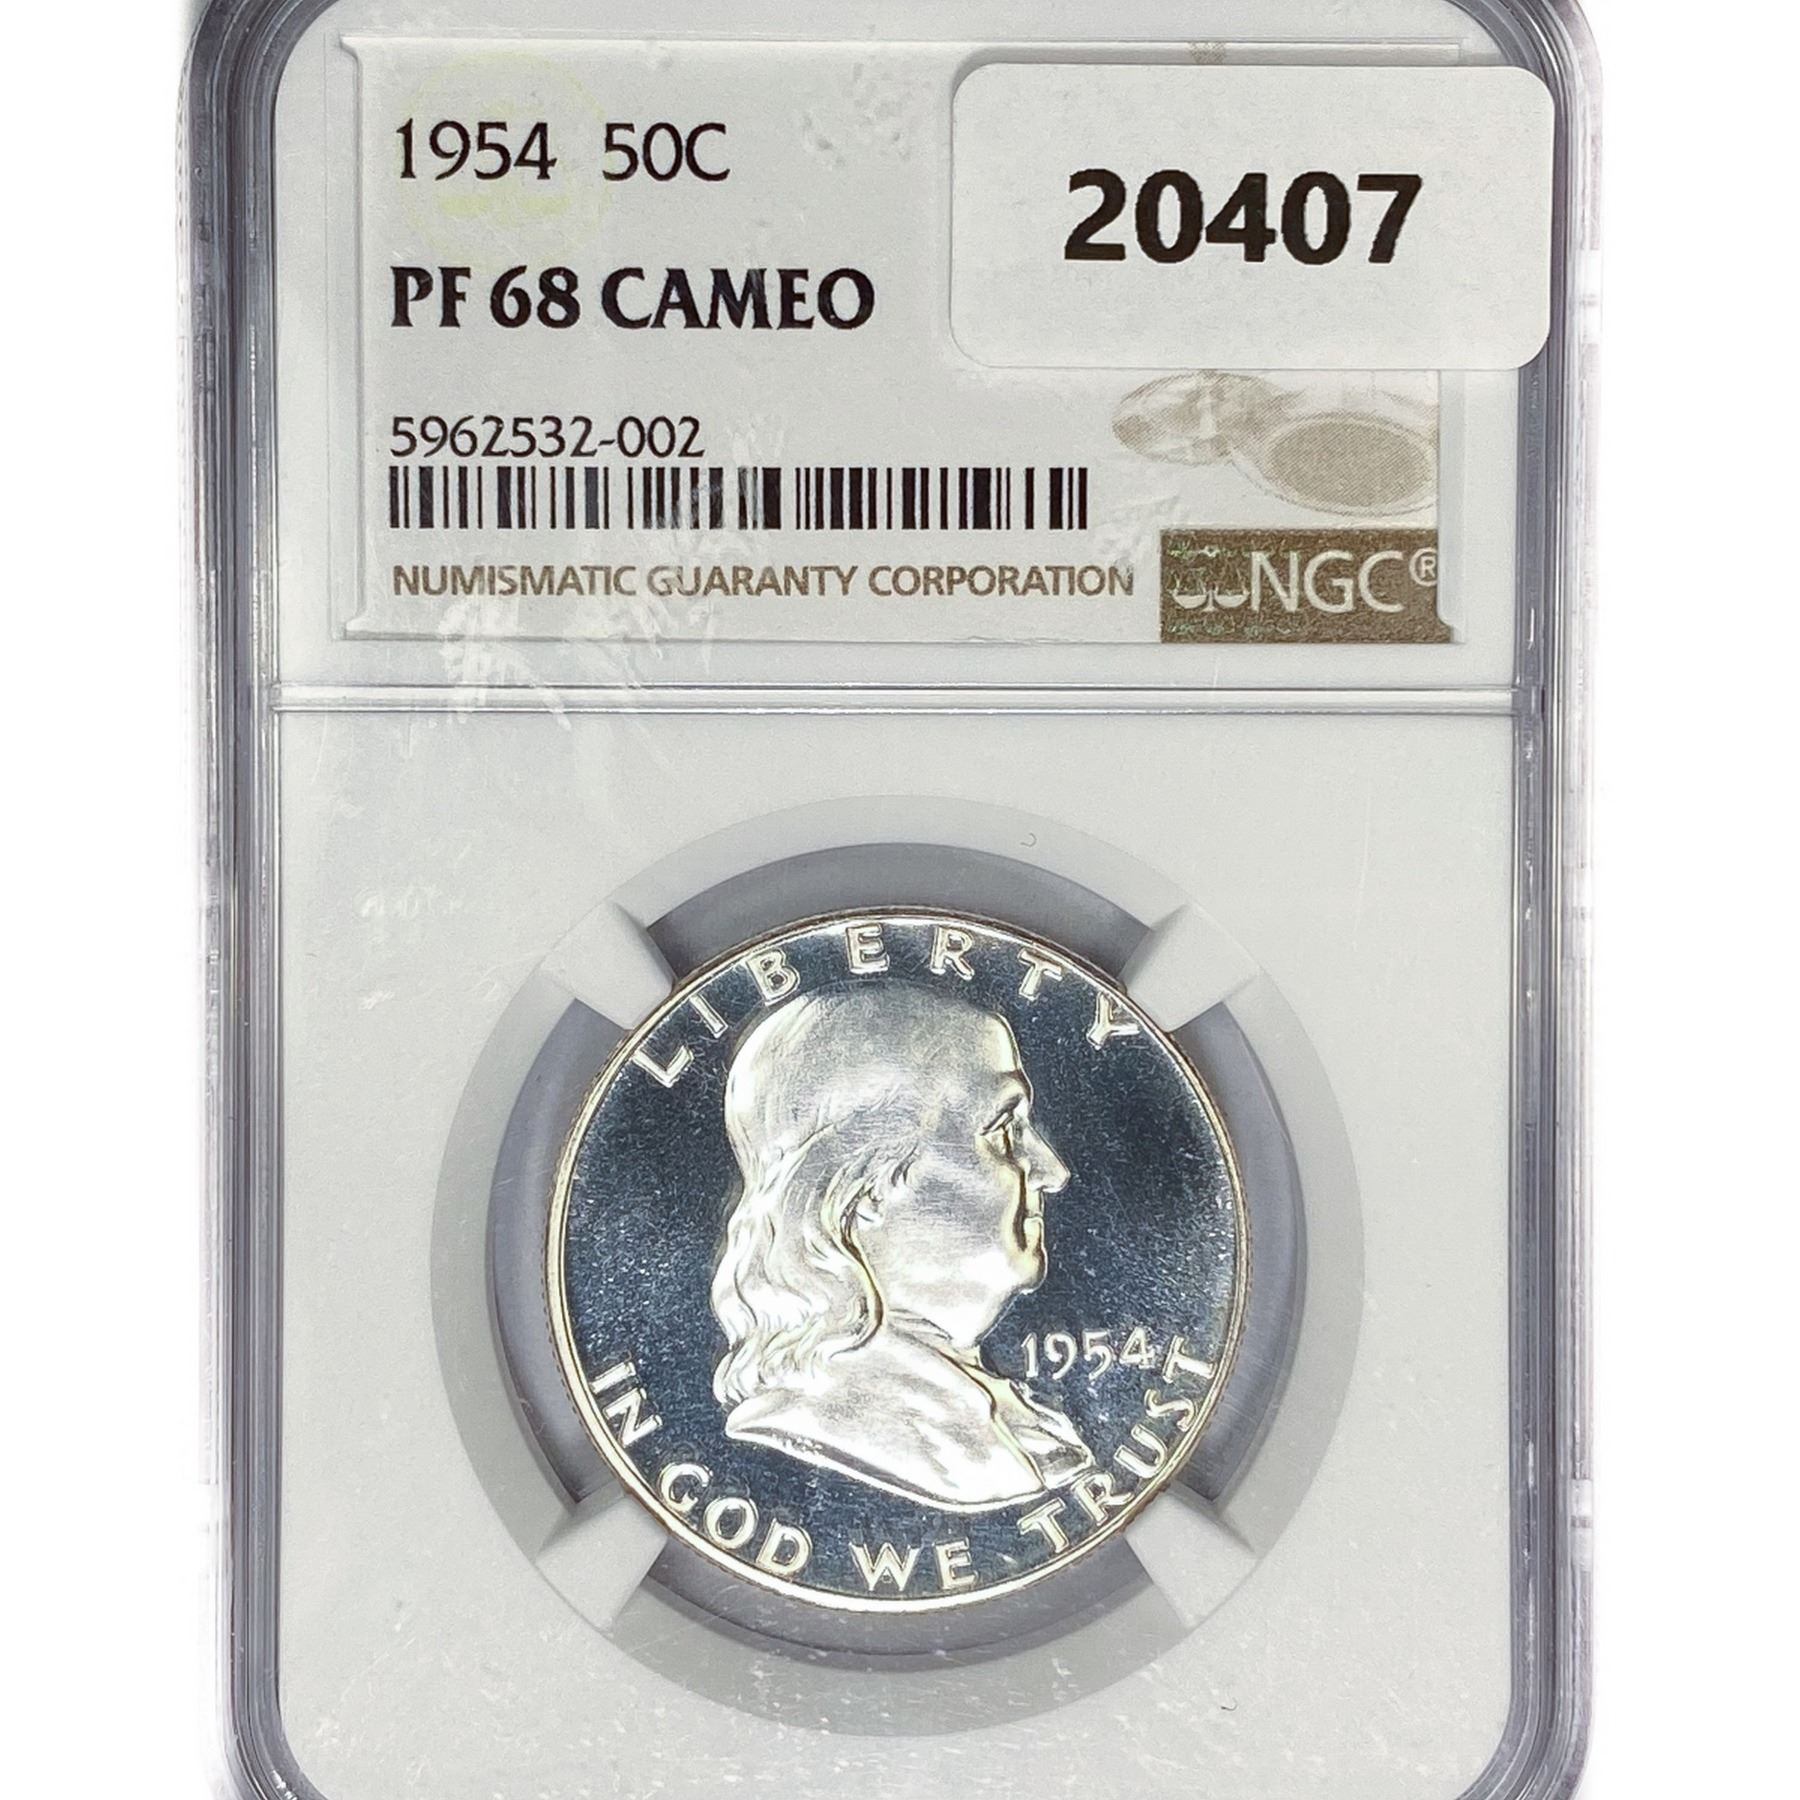 1954 50C
20407
PF 68 CAMEO
5962532-002
NUMISMATIC GUARANTY CORPORATION
NGC®
LIBERTY
1954
IN GOD WE TRUST